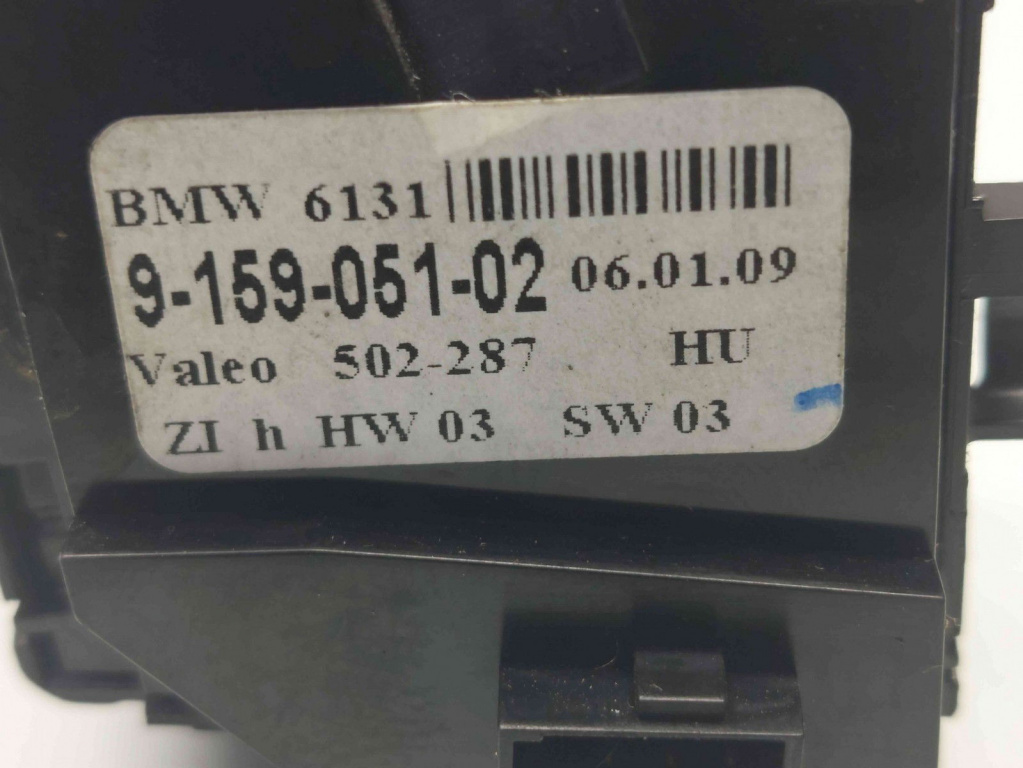 BMW 6131
9-159-051-02 06.01.09
Valeo 502-287 HU
ZI h HW 03 SW 03